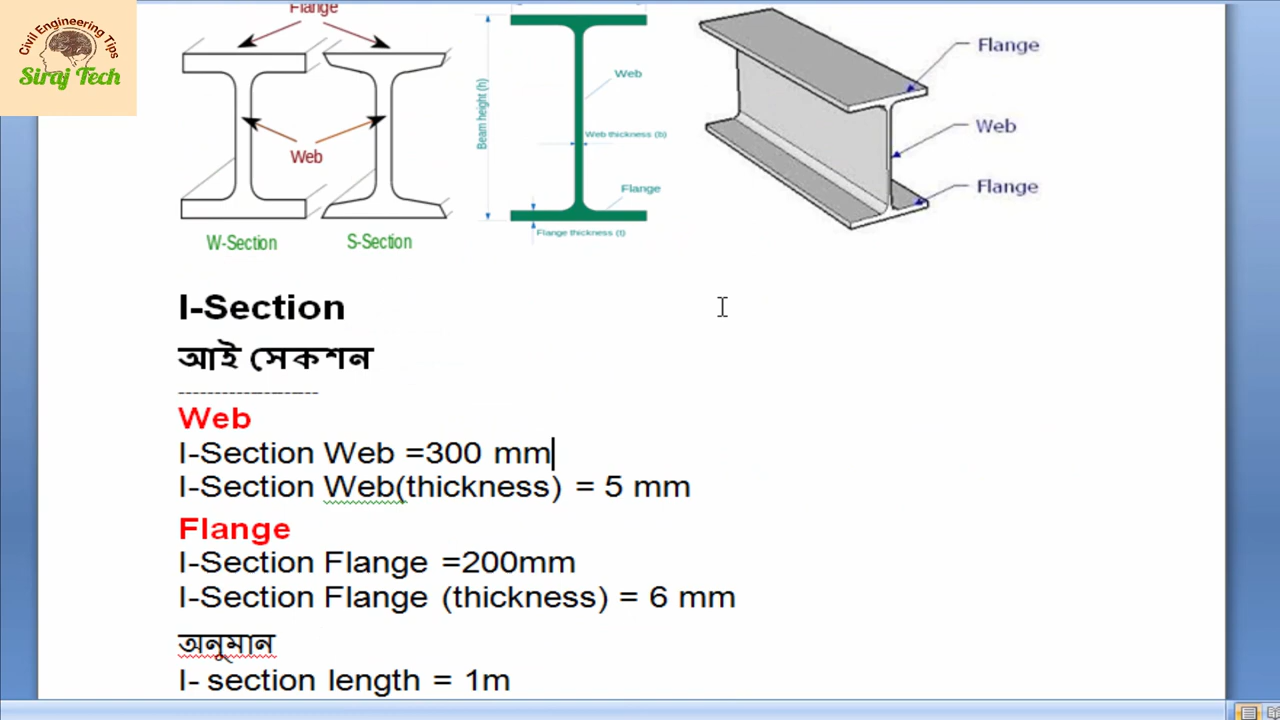 Civil Engineering Tips
Siraj Tech
Flange
Web
W-Section
S-Section
Beam height (h)
Web
Web thickness (b)
Flange
Flange thickness (t)
Flange
Web
Flange
I-Section
আই সেকশন
--------------------
Web
I-Section Web =300 mm
I-Section Web(thickness) = 5 mm
Flange
I-Section Flange =200mm
I-Section Flange (thickness) = 6 mm
অনুমান
I- section length = 1m